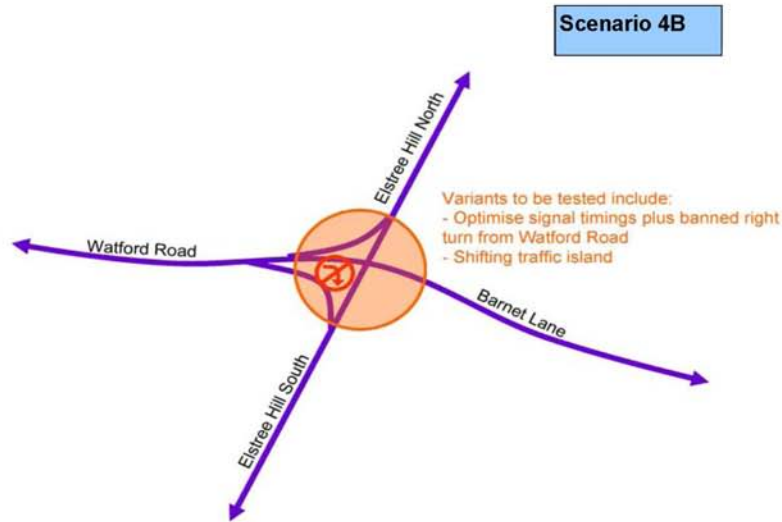 Scenario 4B
Elstree Hill North
Variants to be tested include:
- Optimise signal timings plus banned right
turn from Watford Road
- Shifting traffic island
Watford Road
Barnet Lane
Elstree Hill South